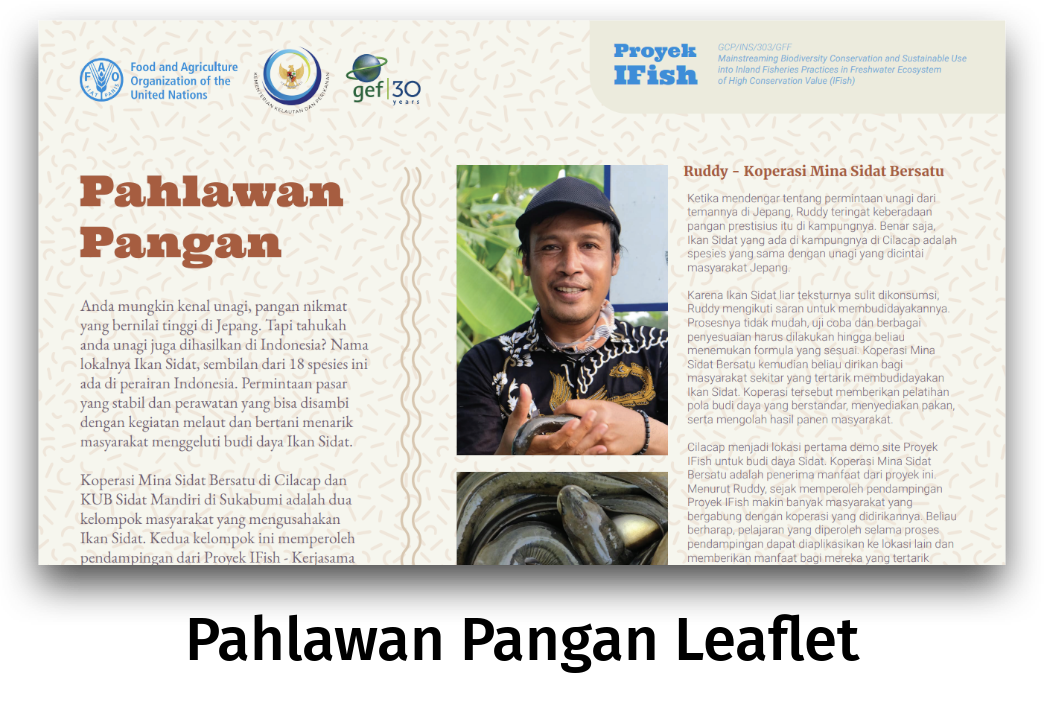 Food and Agriculture
Organization of the
United Nations
FAO
FIAT PANIS
KEMENTERIAN KELAUTAN DAN PERIKANAN
gef 30
years
Proyek
IFish
GCP/INS/303/GFF
Mainstreaming Biodiversity Conservation and Sustainable Use
into Inland Fisheries Practices in Freshwater Ecosystem
of High Conservation Value (IFIsh)
Pahlawan
Pangan
Anda mungkin kenal unagi, pangan nikmat
yang bernilai tinggi di Jepang. Tapi tahukah
anda unagi juga dihasilkan di Indonesia? Nama
lokalnya Ikan Sidat, sembilan dari 18 spesies ini
ada di perairan Indonesia. Permintaan pasar
yang stabil dan perawatan yang bisa disambi
dengan kegiatan melaut dan bertani menarik
masyarakat menggeluti budi daya Ikan Sidat.
Koperasi Mina Sidat Bersatu di Cilacap dan
KUB Sidat Mandiri di Sukabumi adalah dua
kelompok masyarakat yang mengusahakan
Ikan Sidat. Kedua kelompok ini memperoleh
pendampingan dari Proyek IFish - Kerjasama
Ruddy - Koperasi Mina Sidat Bersatu
Ketika mendengar tentang permintaan unagi dari
temannya di Jepang, Ruddy teringat keberadaan
pangan prestisius itu di kampungnya. Benar saja,
Ikan Sidat yang ada di kampungnya di Cilacap adalah
spesies yang sama dengan unagi yang dicintai
masyarakat Jepang.
Karena Ikan Sidat liar teksturnya sulit dikonsumsi,
Ruddy mengikuti saran untuk membudidayakannya.
Prosesnya tidak mudah, uji coba dan berbagai
penyesuaian harus dilakukan hingga beliau
menemukan formula yang sesuai. Koperasi Mina
Sidat Bersatu kemudian beliau dirikan bagi
masyarakat sekitar yang tertarik membudidayakan
Ikan Sidat. Koperasi tersebut memberikan pelatihan
pola budi daya yang berstandar, menyediakan pakan,
serta mengolah hasil panen masyarakat.
Cilacap menjadi lokasi pertama demo site Proyek
IFish untuk budi daya Sidat. Koperasi Mina Sidat
Bersatu adalah penerima manfaat dari proyek ini.
Menurut Ruddy, sejak memperoleh pendampingan
Proyek IFish makin banyak masyarakat yang
bergabung dengan koperasi yang didirikannya. Beliau
berharap, pelajaran yang diperoleh selama proses
pendampingan dapat diaplikasikan ke lokasi lain dan
memberikan manfaat bagi mereka yang tertarik
Pahlawan Pangan Leaflet